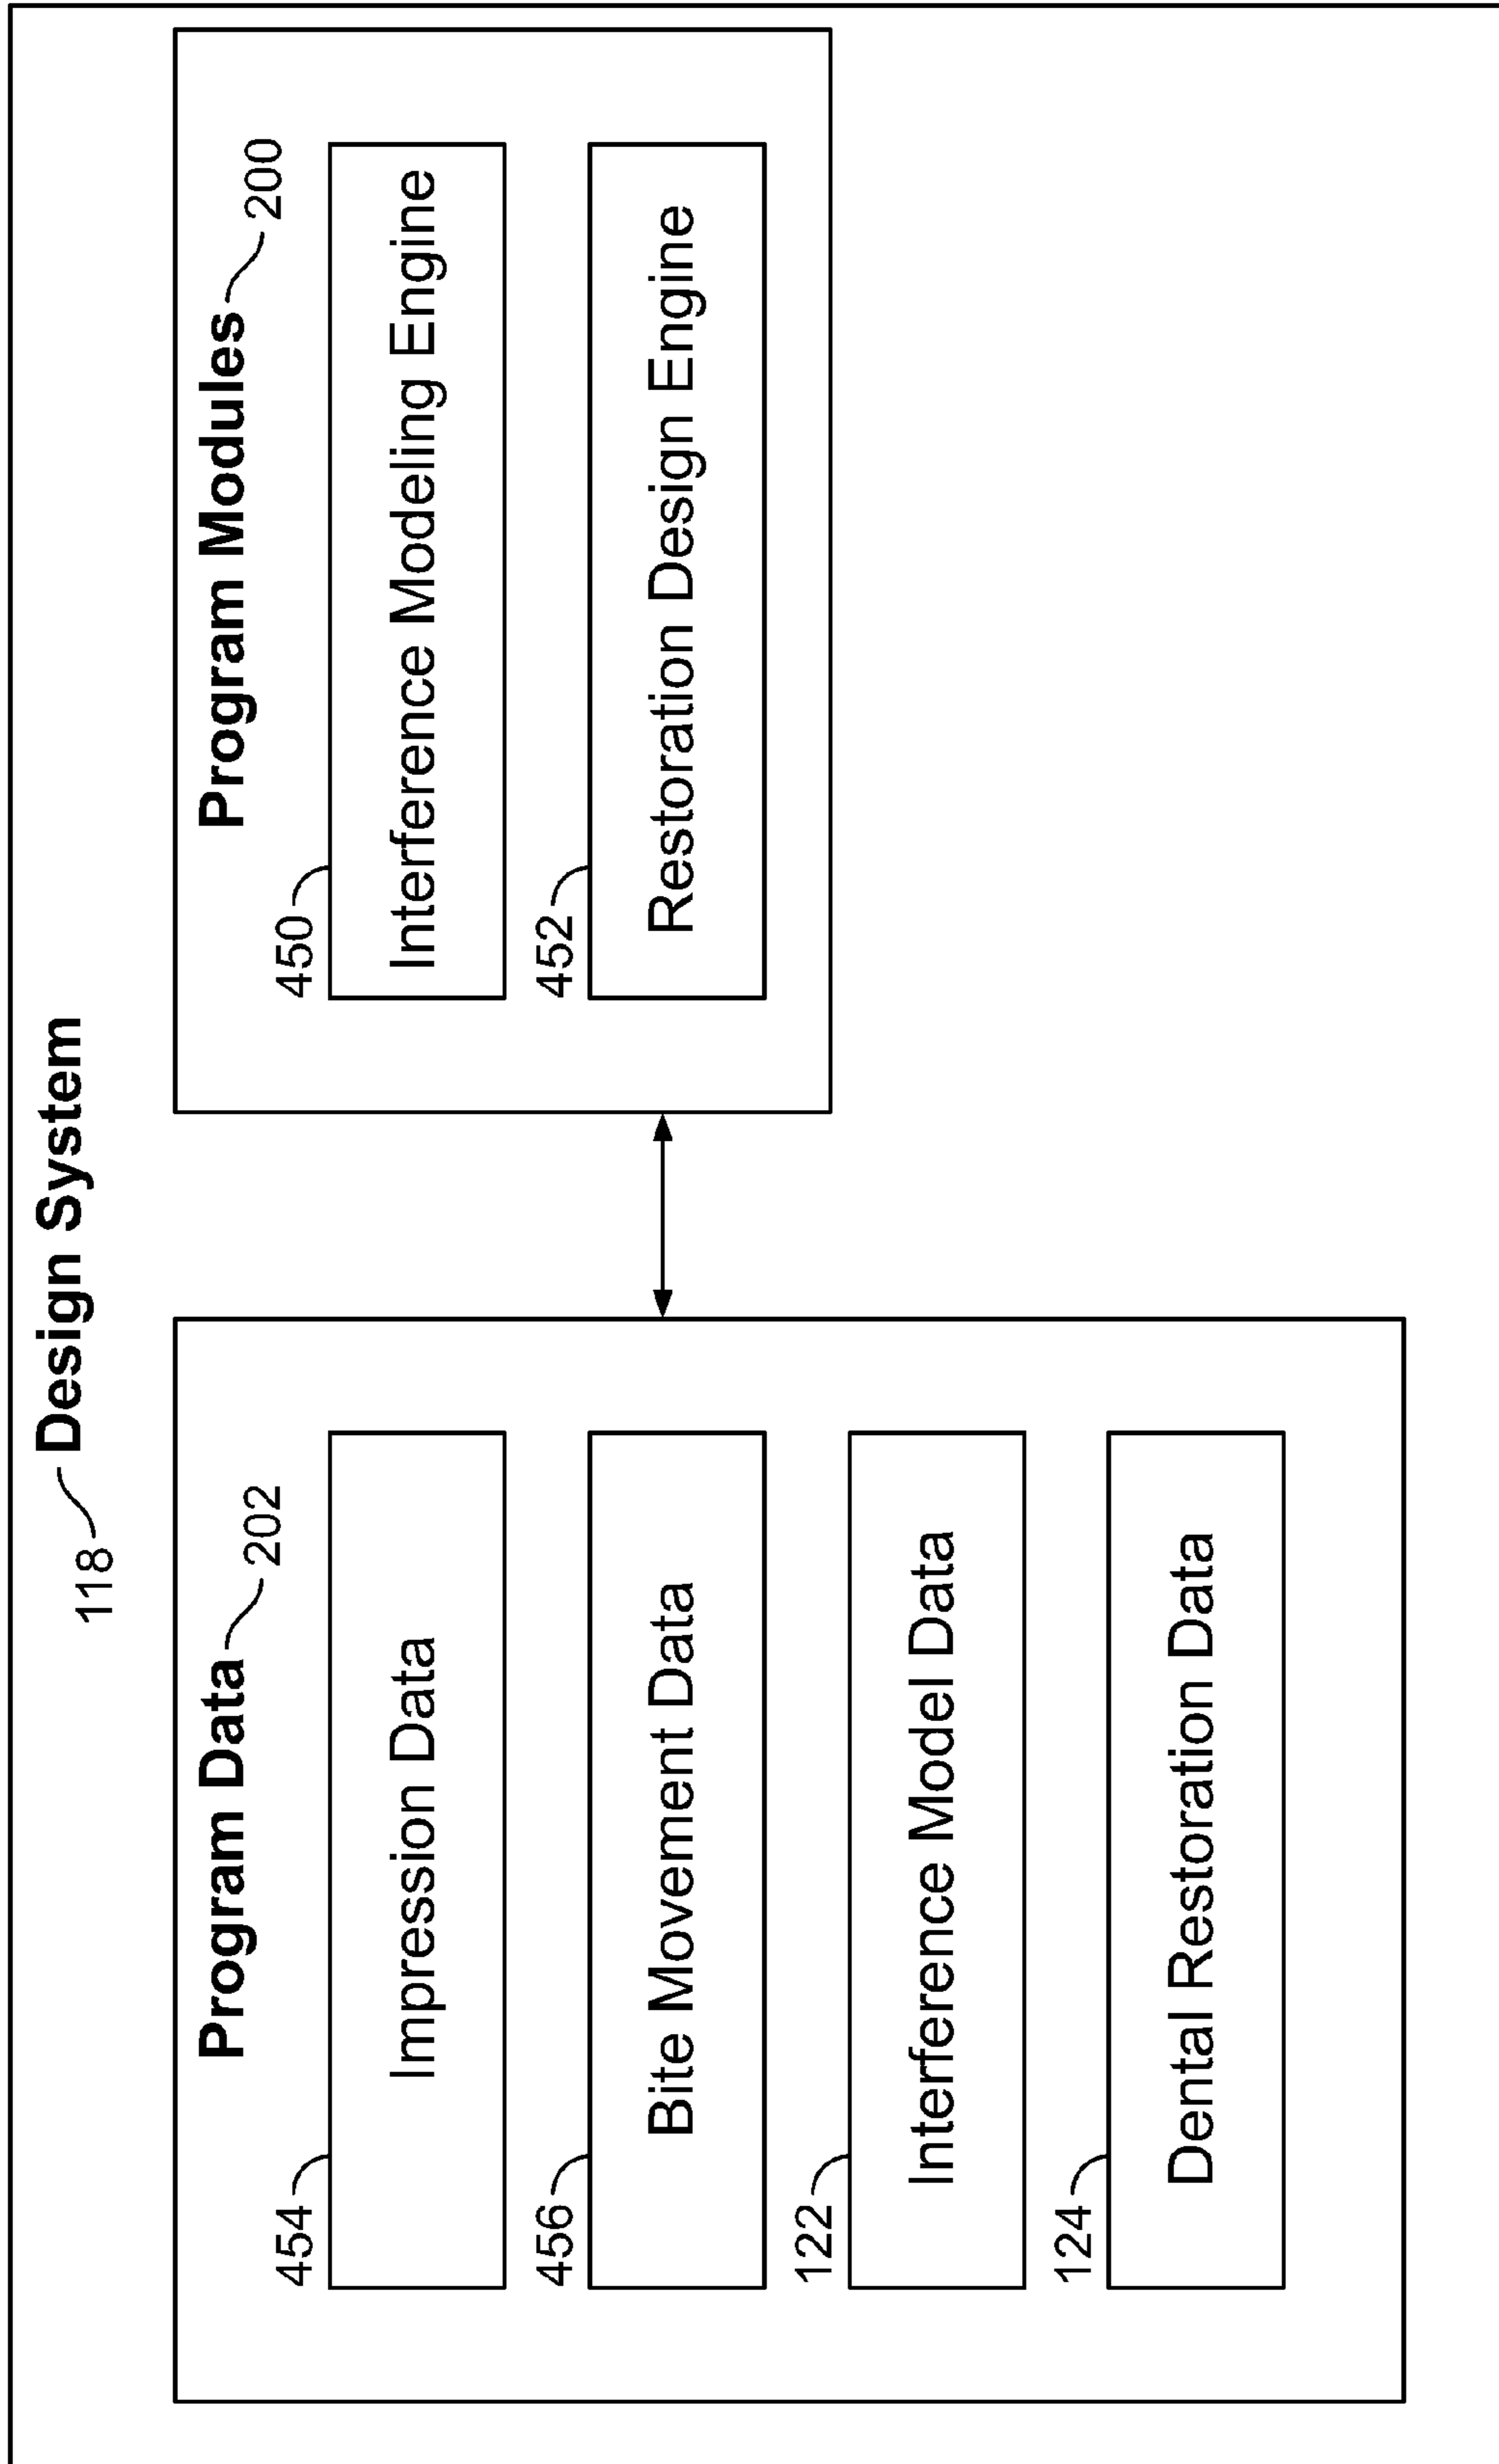 118 Design System
Program Data 202
454
Impression Data
456
Bite Movement Data
122
Interference Model Data
124
Dental Restoration Data
Program Modules 200
450
Interference Modeling Engine
452
Restoration Design Engine